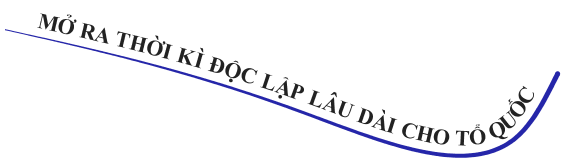 MỞ RA THỜI KÌ ĐỘC LẬP LÂU DÀI CHO TỔ QUỐC